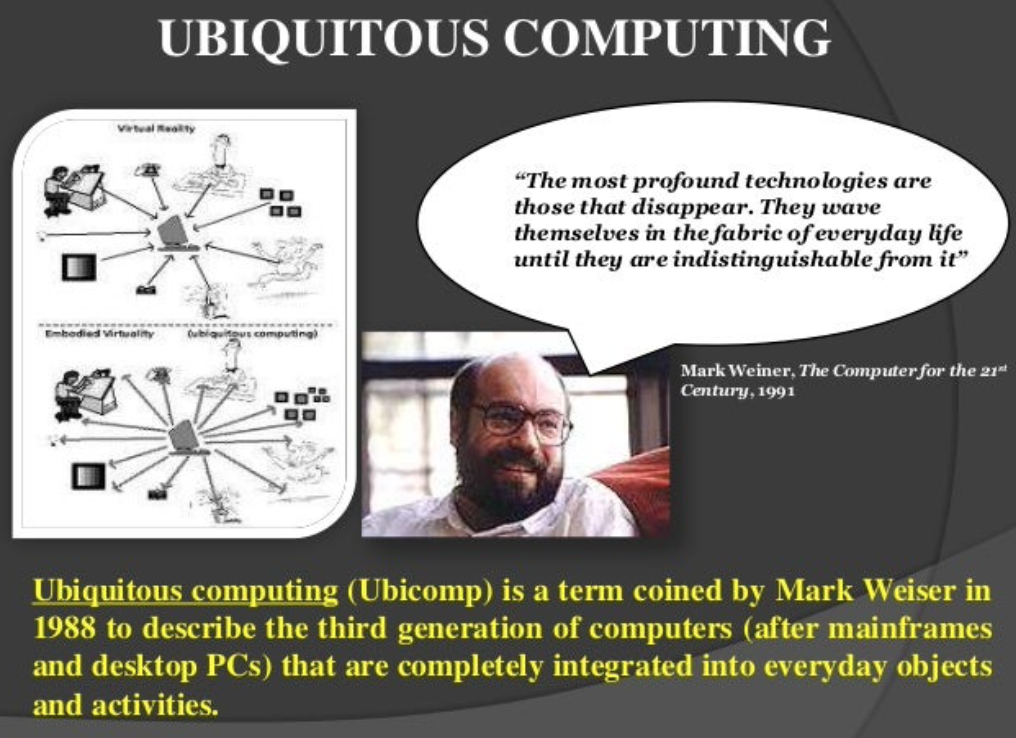 UBIQUITOUS COMPUTING
Virtual Reality
Embodied Virtuality (ubiquitous computing)
“The most profound technologies are
those that disappear. They wave
themselves in the fabric of everyday life
until they are indistinguishable from it”
Mark Weiner, The Computer for the 21st
Century, 1991
Ubiquitous computing (Ubicomp) is a term coined by Mark Weiser in
1988 to describe the third generation of computers (after mainframes
and desktop PCs) that are completely integrated into everyday objects
and activities.